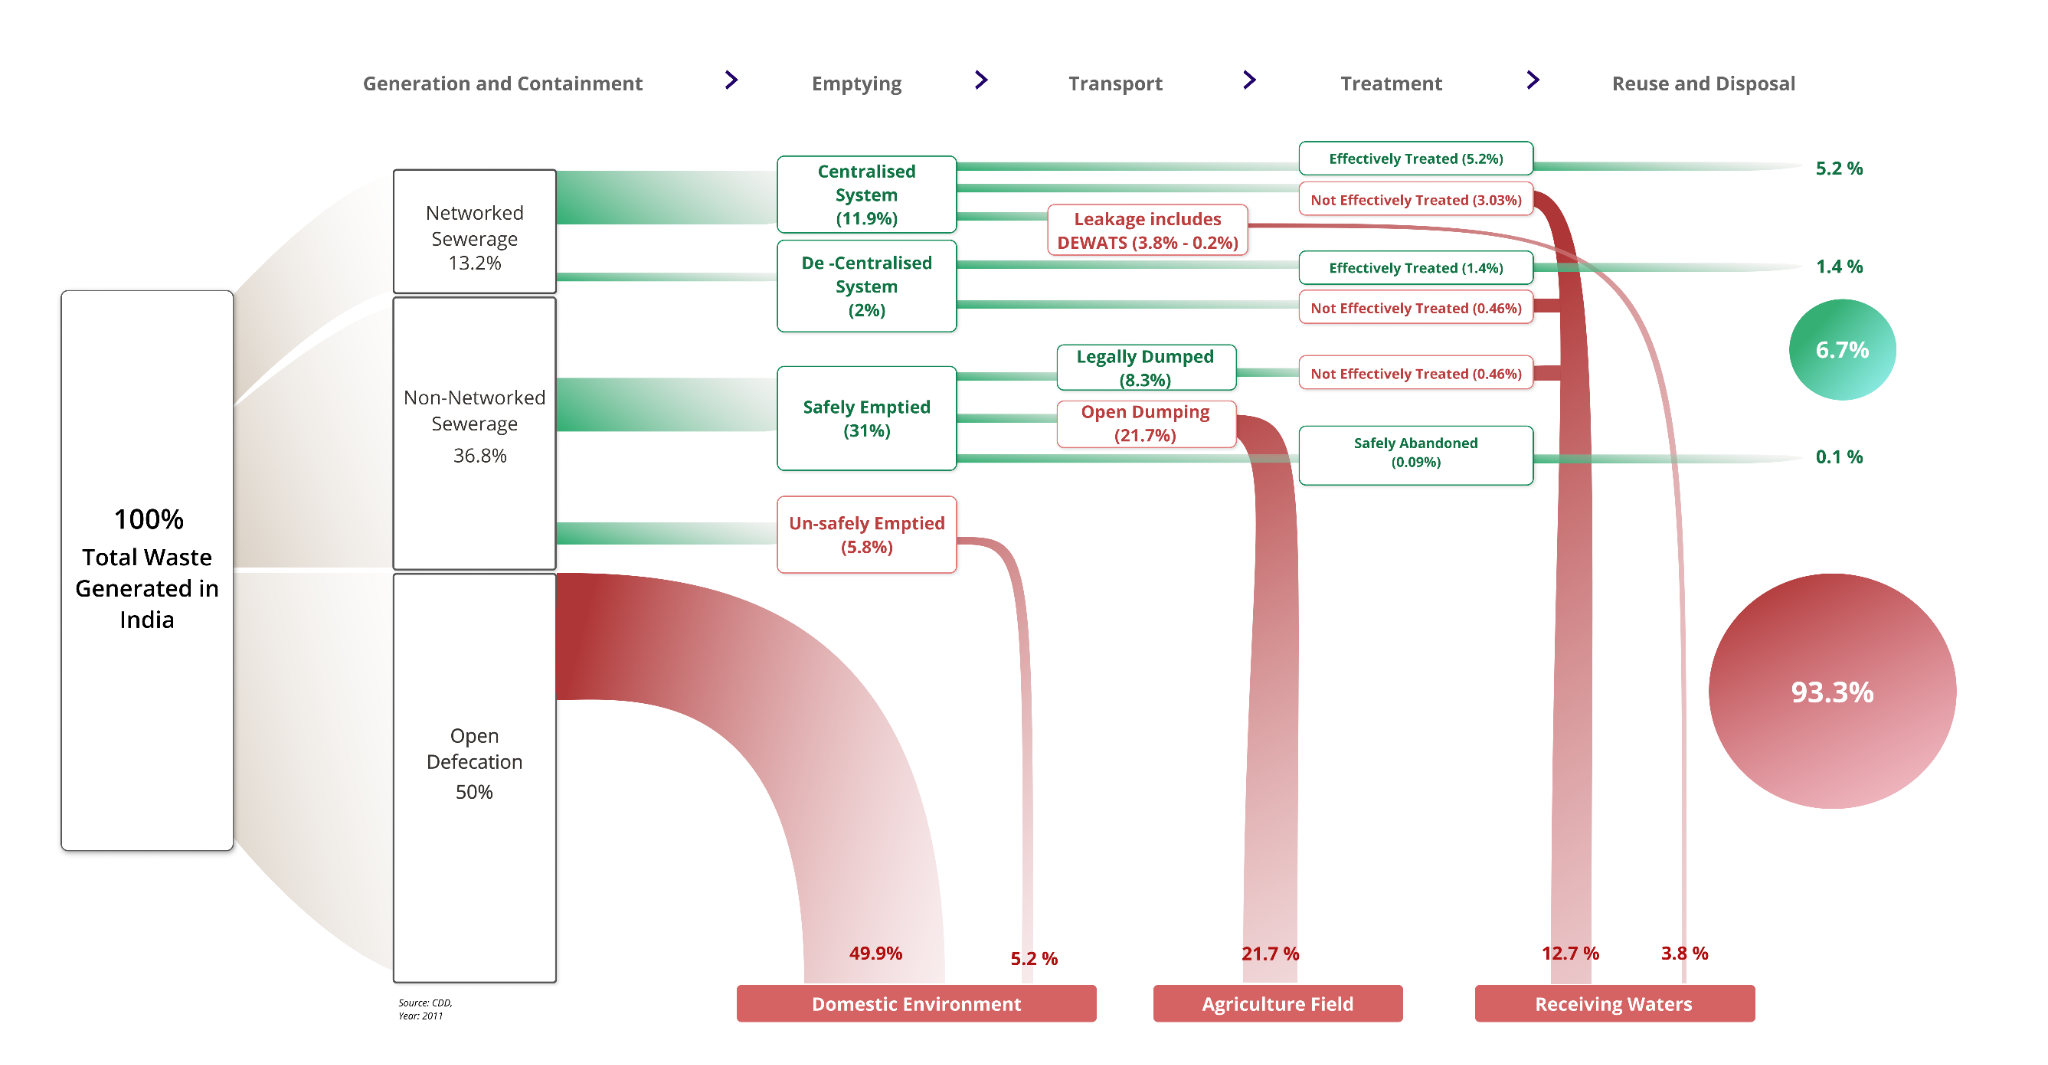 Generation and Containment
Emptying
Transport
Treatment
Reuse and Disposal
100%
Total Waste
Generated in
India
Networked
Sewerage
13.2%
Non-Networked
Sewerage
36.8%
Open
Defecation
50%
Source: CDD,
Year: 2011
Centralised
System
(11.9%)
De -Centralised
System
(2%)
Safely Emptied
(31%)
Un-safely Emptied
(5.8%)
Leakage includes
DEWATS (3.8% - 0.2%)
Legally Dumped
(8.3%)
Open Dumping
(21.7%)
Effectively Treated (5.2%)
Not Effectively Treated (3.03%)
Effectively Treated (1.4%)
Not Effectively Treated (0.46%)
Not Effectively Treated (0.46%)
Safely Abandoned
(0.09%)
5.2 %
1.4 %
6.7%
0.1 %
93.3%
49.9%
5.2 %
21.7 %
12.7 %
3.8 %
Domestic Environment
Agriculture Field
Receiving Waters